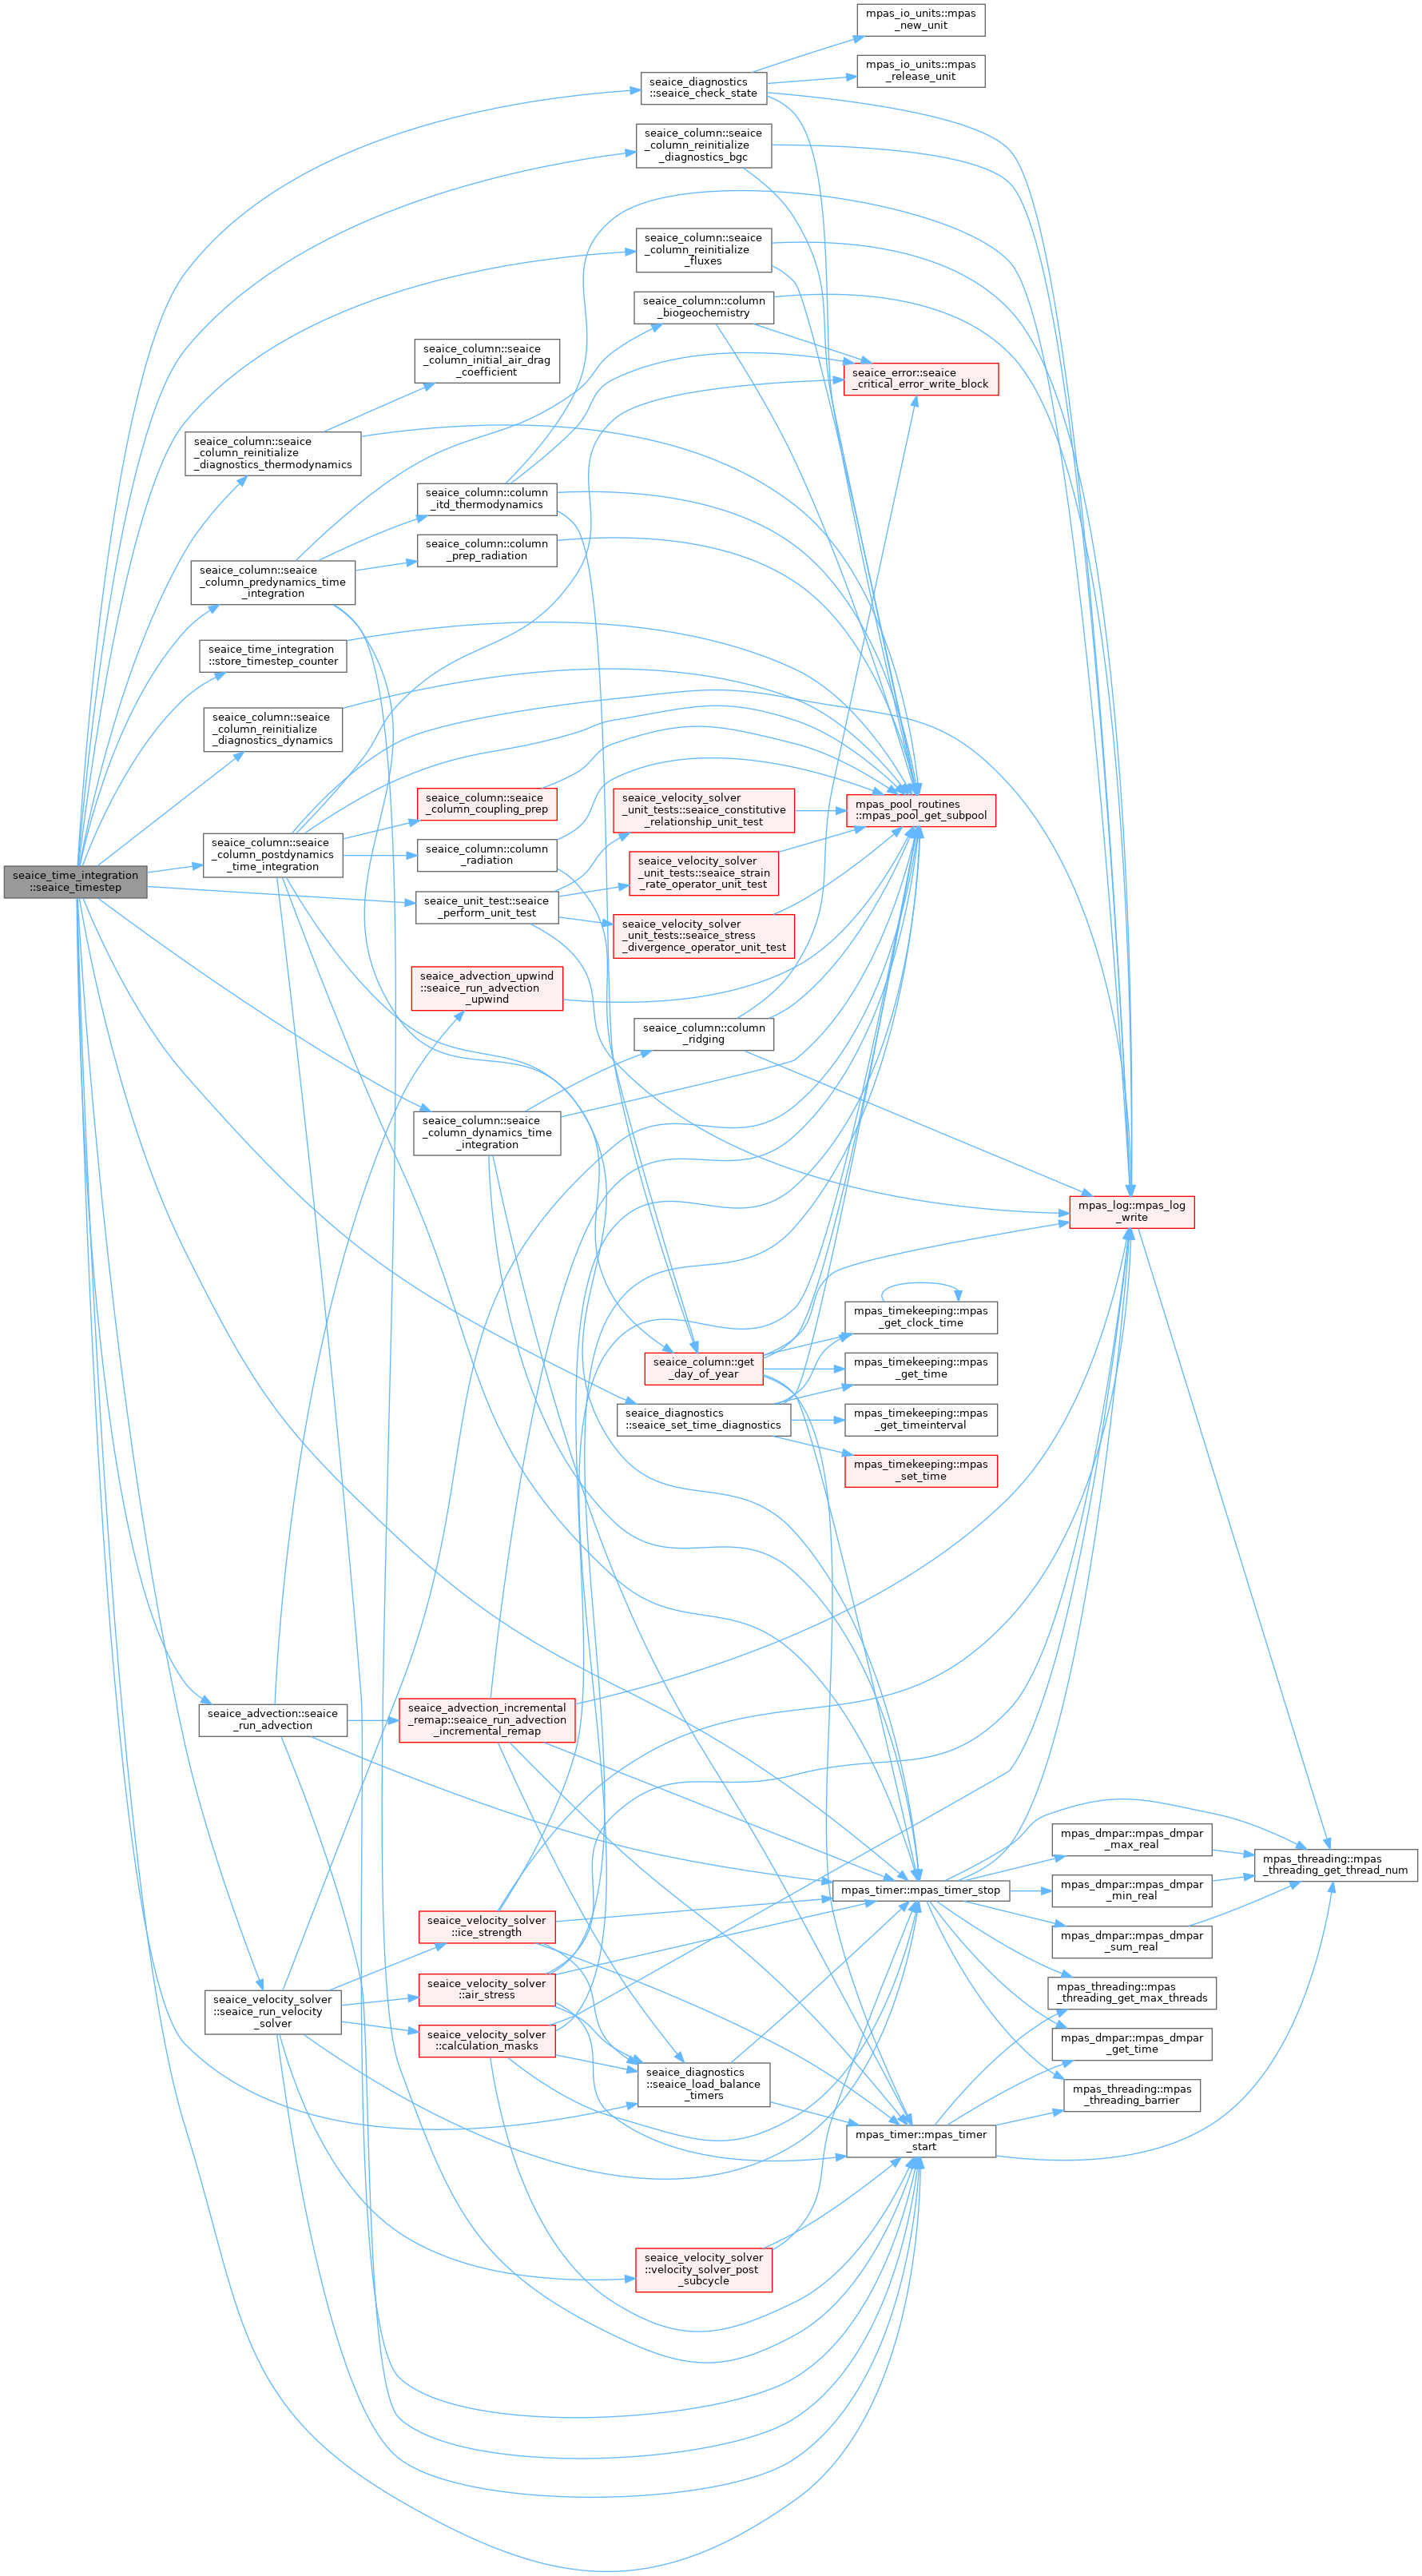 mpas_io_units::mpas
_new_unit
mpas_io_units::mpas
_release_unit
seaice_diagnostics
::seaice_check_state
seaice_column::seaice
_column_reinitialize
_diagnostics_bgc
seaice_column::seaice
_column_reinitialize
_fluxes
seaice_column::column
_biogeochemistry
seaice_column::seaice
_column_initial_air_drag
_coefficient
seaice_error::seaice
_critical_error_write_block
seaice_column::seaice
_column_reinitialize
_diagnostics_thermodynamics
seaice_column::column
_itd_thermodynamics
seaice_column::column
_prep_radiation
seaice_column::seaice
_column_predynamics_time
_integration
seaice_time_integration
::store_timestep_counter
seaice_column::seaice
_column_reinitialize
_diagnostics_dynamics
seaice_column::seaice
_column_coupling_prep
seaice_velocity_solver
_unit_tests::seaice_constitutive
_relationship_unit_test
mpas_pool_routines
::mpas_pool_get_subpool
seaice_column::seaice
_column_postdynamics
_time_integration
seaice_column::column
_radiation
seaice_velocity_solver
_unit_tests::seaice_strain
_rate_operator_unit_test
seaice_time_integration
::seaice_timestep
seaice_unit_test::seaice
_perform_unit_test
seaice_velocity_solver
_unit_tests::seaice_stress
_divergence_operator_unit_test
seaice_advection_upwind
::seaice_run_advection
_upwind
seaice_column::column
_ridging
seaice_column::seaice
_column_dynamics_time
_integration
mpas_log::mpas_log
_write
mpas_timekeeping::mpas
_get_clock_time
seaice_column::get
_day_of_year
mpas_timekeeping::mpas
_get_time
seaice_diagnostics
::seaice_set_time_diagnostics
mpas_timekeeping::mpas
_get_timeinterval
mpas_timekeeping::mpas
_set_time
seaice_advection::seaice
_run_advection
seaice_advection_incremental
_remap::seaice_run_advection
_incremental_remap
mpas_dmpar::mpas_dmpar
_max_real
mpas_threading::mpas
_threading_get_thread_num
mpas_timer::mpas_timer_stop
mpas_dmpar::mpas_dmpar
_min_real
seaice_velocity_solver
::ice_strength
mpas_dmpar::mpas_dmpar
_sum_real
seaice_velocity_solver
::air_stress
mpas_threading::mpas
_threading_get_max_threads
seaice_velocity_solver
::seaice_run_velocity
_solver
seaice_velocity_solver
::calculation_masks
mpas_dmpar::mpas_dmpar
_get_time
seaice_diagnostics
::seaice_load_balance
_timers
mpas_threading::mpas
_threading_barrier
mpas_timer::mpas_timer
_start
seaice_velocity_solver
::velocity_solver_post
_subcycle